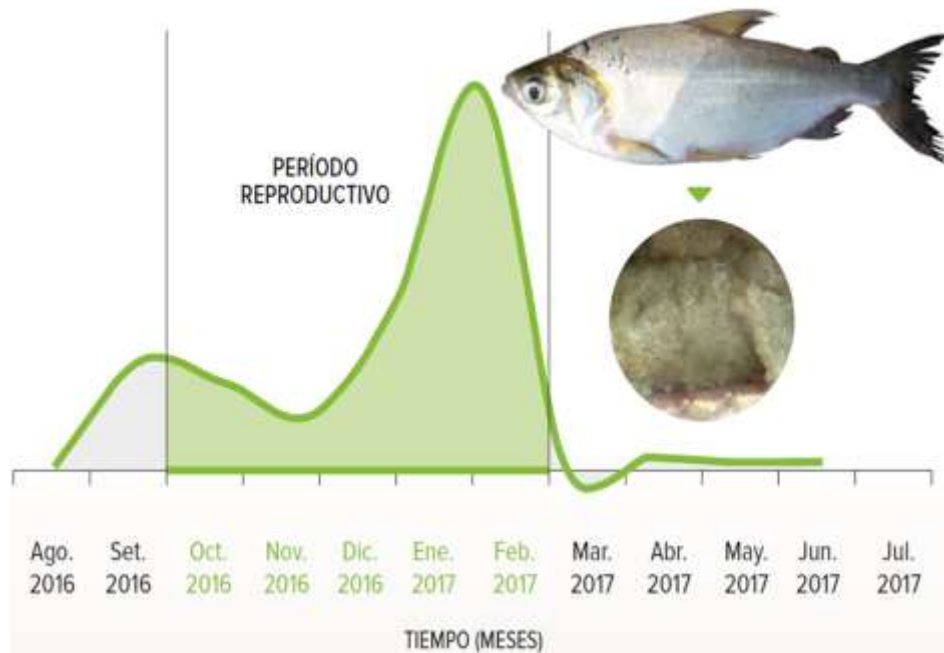 PERÍODO
REPRODUCTIVO
Ago. Set. Oct. Nov. Dic. Ene. Feb. Mar. Abr. May. Jun. Jul.
2016 2016 2016 2016 2016 2017 2017 2017 2017 2017 2017 2017
TIEMPO (MESES)